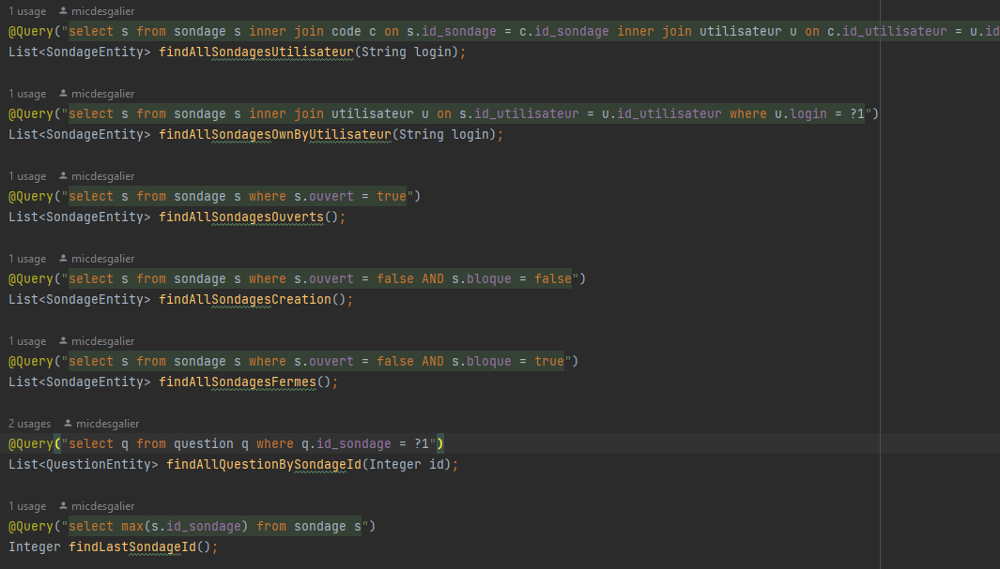 1 usage micdesgalier
@Query("select s from sondage s inner join code c on s.id_sondage = c.id_sondage inner join utilisateur u on c.id_utilisateur = u.id
List<SondageEntity> findAllSondagesUtilisateur(String login);
1 usage micdesgalier
@Query("select s from sondage s inner join utilisateur u on s.id_utilisateur = u.id_utilisateur where u.login = ?1")
List<SondageEntity> findAllSondagesOwnByUtilisateur(String login);
1 usage micdesgalier
@Query("select s from sondage s where s.ouvert = true")
List<SondageEntity> findAllSondagesOuverts();
1 usage micdesgalier
@Query("select s from sondage s where s.ouvert = false AND s.bloque = false")
List<SondageEntity> findAllSondagesCreation();
1 usage micdesgalier
@Query("select s from sondage s where s.ouvert = false AND s.bloque = true")
List<SondageEntity> findAllSondagesFermes();
2 usages micdesgalier
@Query("select q from question q where q.id_sondage = ?1")
List<QuestionEntity> findAllQuestionBySondageId(Integer id);
1 usage micdesgalier
@Query("select max(s.id_sondage) from sondage s")
Integer findLastSondageId();